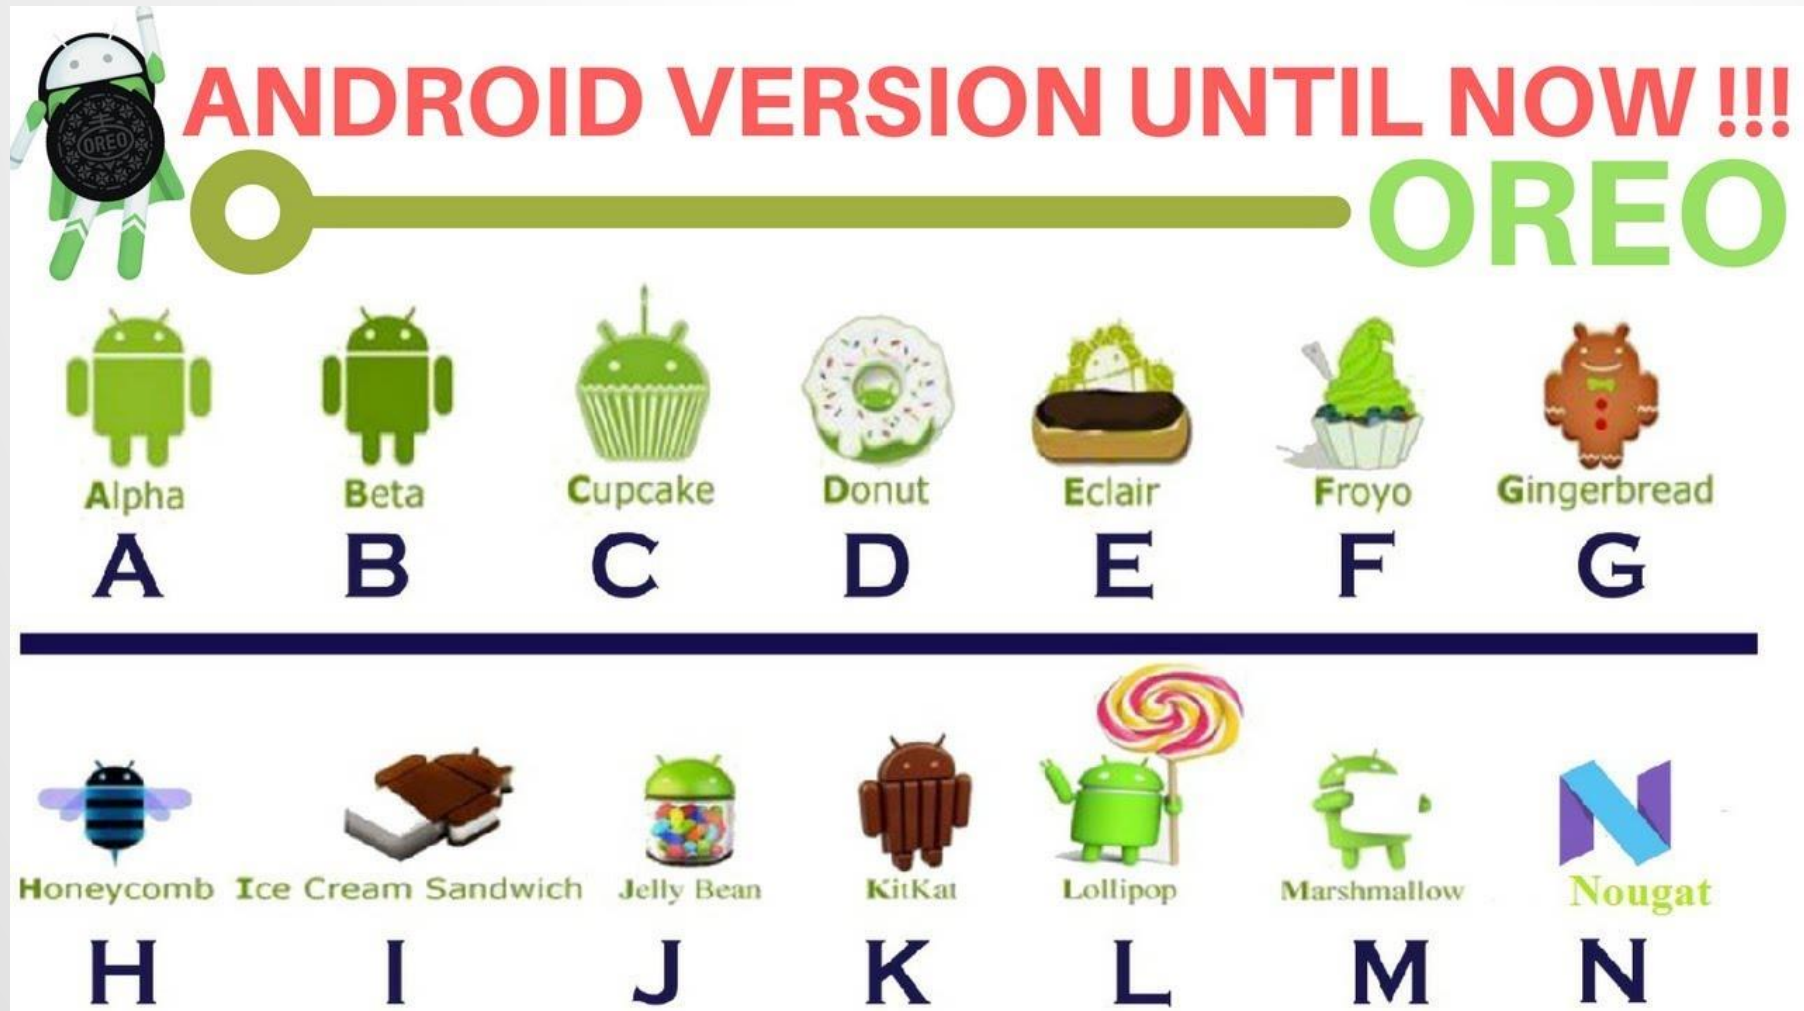 ANDROID VERSION UNTIL NOW !!!
OREO
OREO
Alpha Beta Cupcake Donut Eclair Froyo Gingerbread
A B C D E F G
Honeycomb Ice Cream Sandwich Jelly Bean KitKat Lollipop Marshmallow Nougat
H I J K L M N